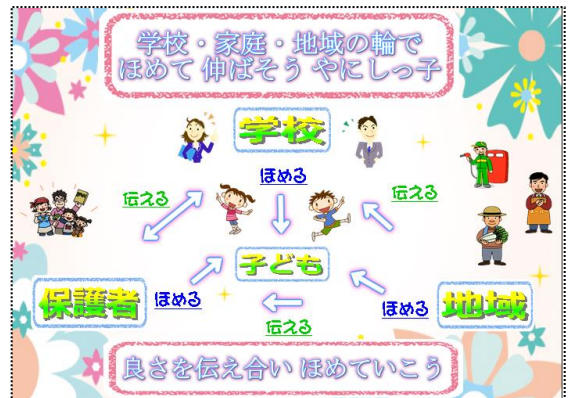 学校・家庭・地域の輪で
ほめて 伸ばそう やにしっ子
学校
ほめる
伝える
伝える
子ども
保護者
ほめる
ほめる
地域
伝える
良さを伝え合い ほめていこう